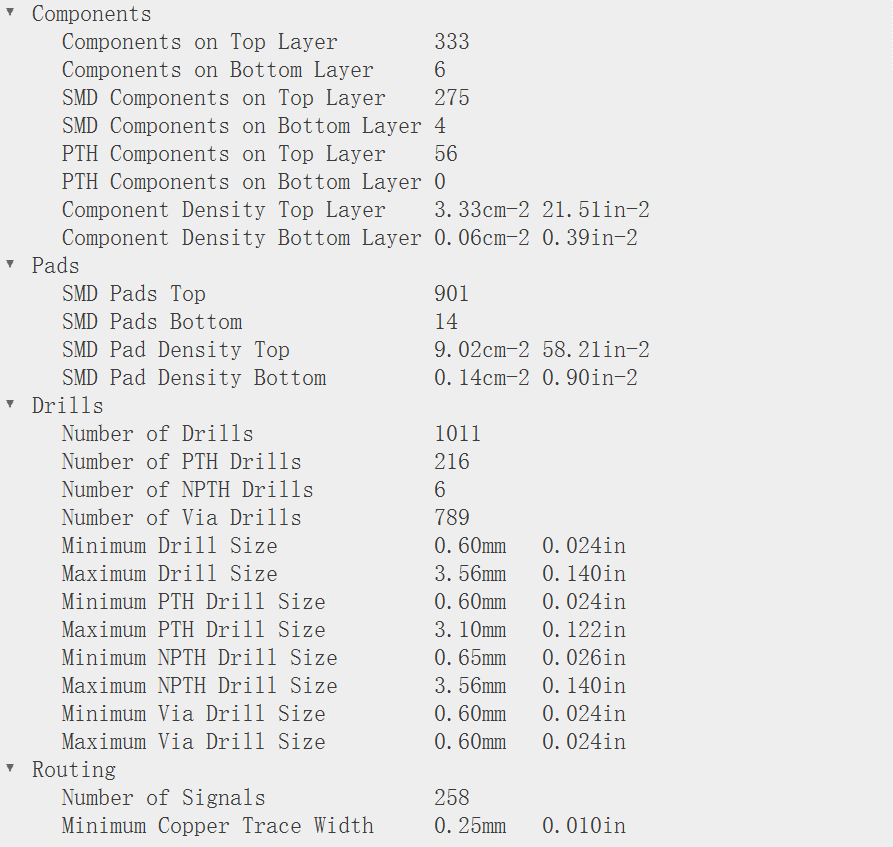 Components
Components on Top Layer 333
Components on Bottom Layer 6
SMD Components on Top Layer 275
SMD Components on Bottom Layer 4
PTH Components on Top Layer 56
PTH Components on Bottom Layer 0
Component Density Top Layer 3.33cm-2 21.51in-2
Component Density Bottom Layer 0.06cm-2 0.39in-2
Pads
SMD Pads Top 901
SMD Pads Bottom 14
SMD Pad Density Top 9.02cm-2 58.21in-2
SMD Pad Density Bottom 0.14cm-2 0.90in-2
Drills
Number of Drills 1011
Number of PTH Drills 216
Number of NPTH Drills 6
Number of Via Drills 789
Minimum Drill Size 0.60mm 0.024in
Maximum Drill Size 3.56mm 0.140in
Minimum PTH Drill Size 0.60mm 0.024in
Maximum PTH Drill Size 3.10mm 0.122in
Minimum NPTH Drill Size 0.65mm 0.026in
Maximum NPTH Drill Size 3.56mm 0.140in
Minimum Via Drill Size 0.60mm 0.024in
Maximum Via Drill Size 0.60mm 0.024in
Routing
Number of Signals 258
Minimum Copper Trace Width 0.25mm 0.010in